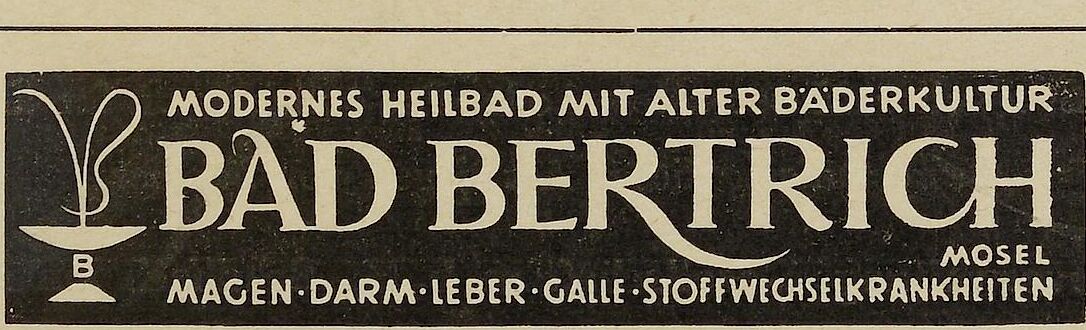 MODERNES HEILBAD MIT ALTER BÄDERKULTUR
BAD BERTRICH
MOSEL
B
MAGEN·DARM·LEBER·GALLE·STOFFWECHSELKRANKHEITEN